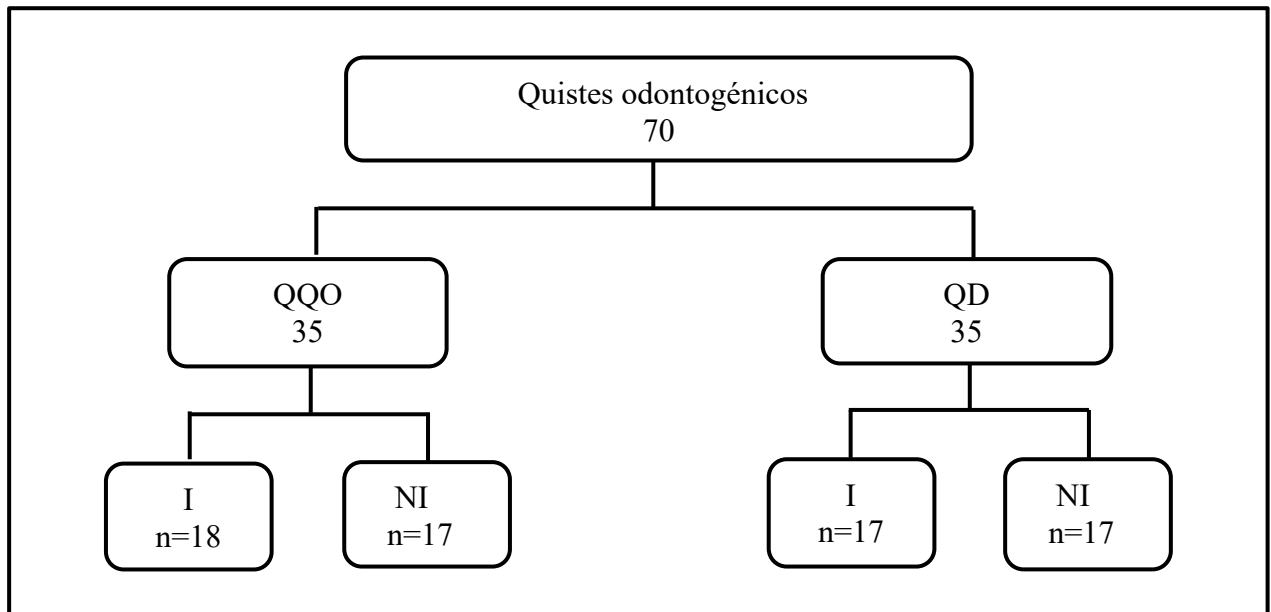 Quistes odontogénicos
70
QQO
35
QD
35
I
n=18
NI
n=17
I
n=17
NI
n=17